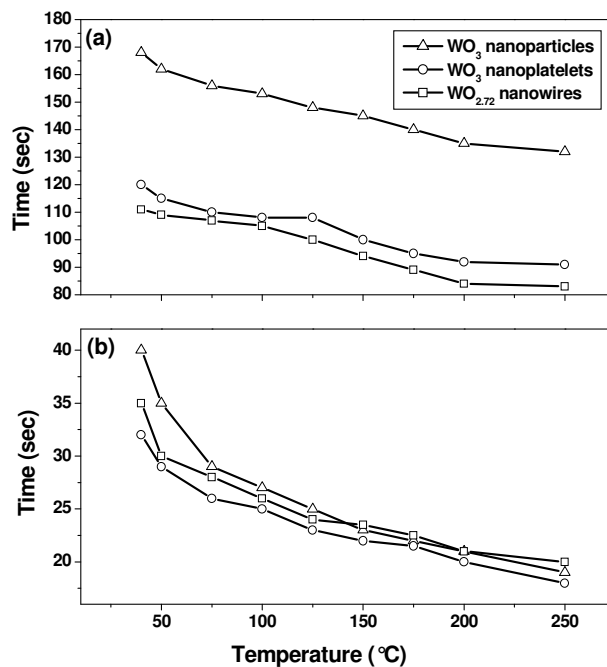 (a)
WO₃ nanoparticles
WO₃ nanoplatelets
WO₂.₇₂ nanowires
180
170
160
150
140
130
120
110
100
90
80
Time (sec)
(b)
40
35
30
25
20
Time (sec)
50 100 150 200 250
Temperature (°C)